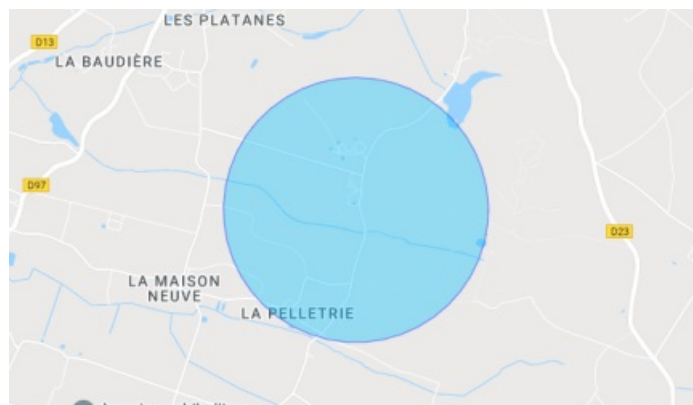 LES PLATANES
D13
LA BAUDIÈRE
D97
D23
LA MAISON
NEUVE
LA PELLETRIE